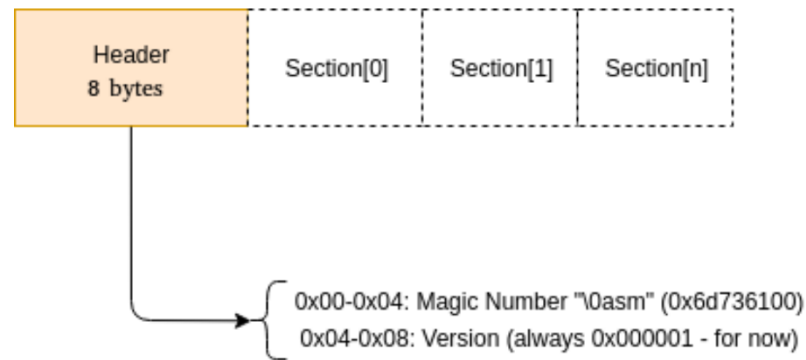 Header
8 bytes
Section[0]
Section[1]
Section[n]
0x00-0x04: Magic Number "\0asm" (0x6d736100)
0x04-0x08: Version (always 0x000001 - for now)